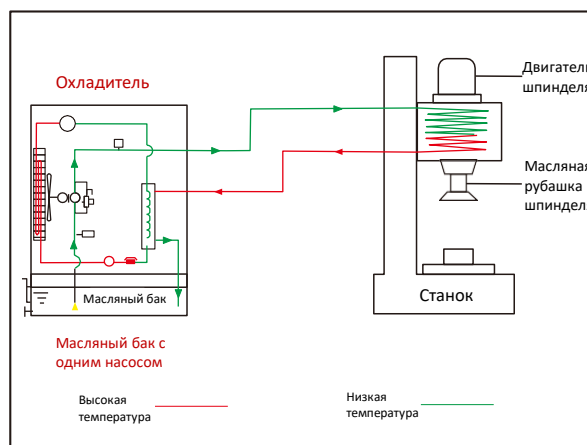 Охладитель
Двигатель
шпинделя
Масляная
рубашка
шпинделя
Масляный бак
Станок
Масляный бак с
одним насосом
Высокая
температура
Низкая
температура